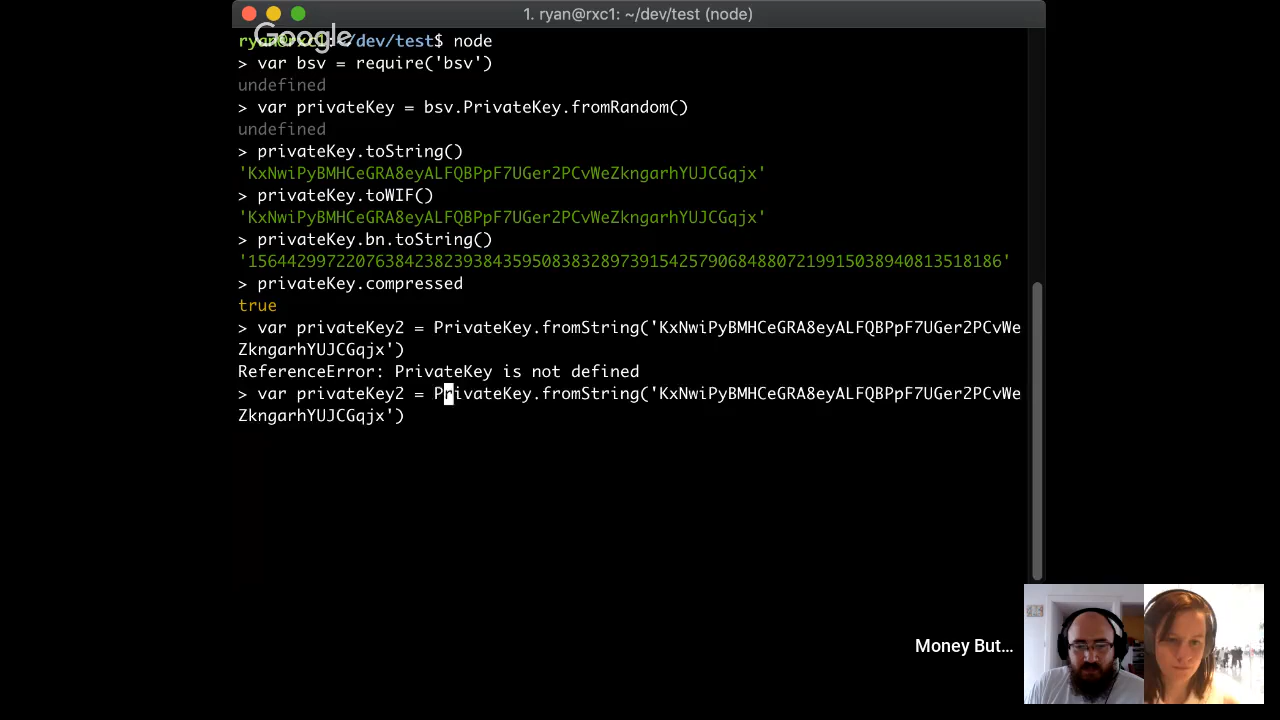 1. ryan@rxc1: ~/dev/test (node)
Google
ryan@rxc1:~/dev/test$ node
> var bsv = require('bsv')
undefined
> var privateKey = bsv.PrivateKey.fromRandom()
undefined
> privateKey.toString()
'KxNwiPyBMHCeGRA8eyALFQBPpF7UGer2PCvWeZkngarhYUJCGqjx'
> privateKey.toWIF()
'KxNwiPyBMHCeGRA8eyALFQBPpF7UGer2PCvWeZkngarhYUJCGqjx'
> privateKey.bn.toString()
'15644299722076384238239384359508383289739154257906848807219915038940813518186'
> privateKey.compressed
true
> var privateKey2 = PrivateKey.fromString('KxNwiPyBMHCeGRA8eyALFQBPpF7UGer2PCvWe
ZkngarhYUJCGqjx')
ReferenceError: PrivateKey is not defined
> var privateKey2 = PrivateKey.fromString('KxNwiPyBMHCeGRA8eyALFQBPpF7UGer2PCvWe
ZkngarhYUJCGqjx')
Money But...